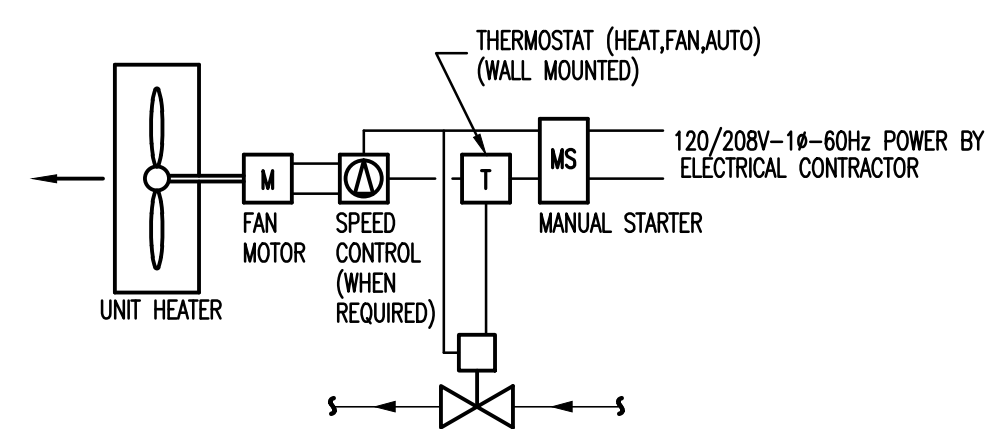 THERMOSTAT (HEAT,FAN,AUTO)
(WALL MOUNTED)
120/208V-1ø-60Hz POWER BY
ELECTRICAL CONTRACTOR
MS
M
T
FAN
MOTOR
SPEED
CONTROL
(WHEN
REQUIRED)
MANUAL STARTER
UNIT HEATER